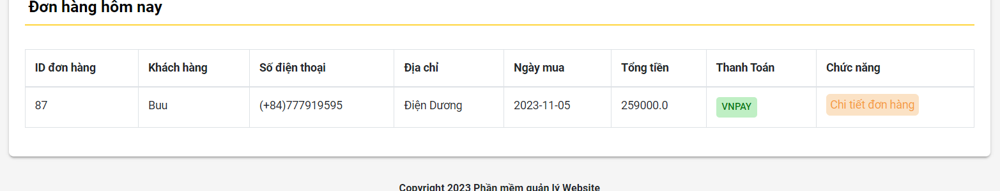 Đơn hàng hôm nay
ID đơn hàng Khách hàng Số điện thoại Địa chỉ Ngày mua Tổng tiền Thanh Toán Chức năng
87 Buu (+84)777919595 Điện Dương 2023-11-05 259000.0 VNPAY Chi tiết đơn hàng
Copyright 2023 Phần mềm quản lý Website